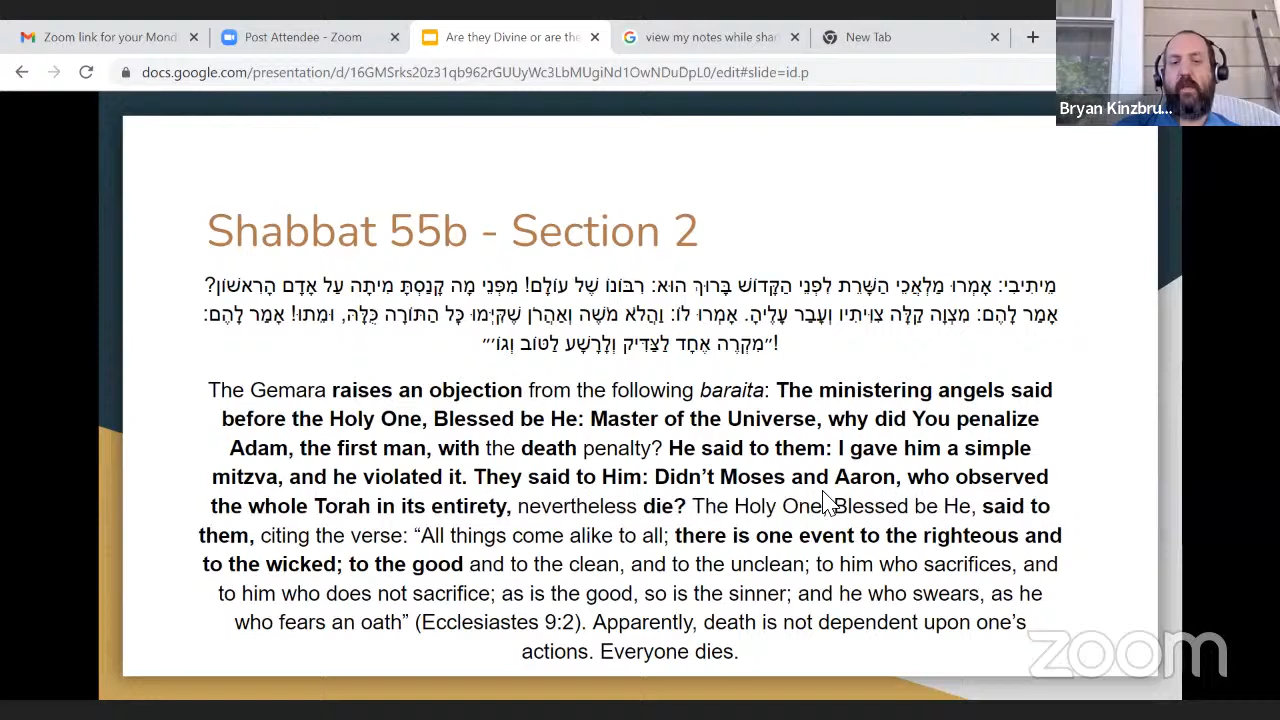 Zoom link for your Mond
Post Attendee - Zoom
Are they Divine or are the
view my notes while shar
New Tab
docs.google.com/presentation/d/16GMSrks20z31qb962rGUUyWc3LbMUgiNd1OwNDuDpL0/edit#slide=id.p
Bryan Kinzbru...
Shabbat 55b - Section 2
מֵיתִיבִי: אָמְרוּ מַלְאֲכֵי הַשָּׁרֵת לִפְנֵי הַקָּדוֹשׁ בָּרוּךְ הוּא: רִבּוֹנוֹ שֶׁל עוֹלָם! מִפְּנֵי מָה קָנַסְתָּ מִיתָה עַל אָדָם הָרִאשׁוֹן?
אָמַר לָהֶם: מִצְוָה קַלָּה צִוִּיתִיו וְעָבַר עָלֶיהָ. אָמְרוּ לוֹ: וַהֲלֹא מֹשֶׁה וְאַהֲרֹן שֶׁקִּיְּימוּ כָּל הַתּוֹרָה כֻּלָּהּ, וּמֵתוּ! אָמַר לָהֶם:
!״מִקְרֶה אֶחָד לַצַּדִּיק וְלָרָשָׁע לַטּוֹב וְגוֹ׳״״
The Gemara raises an objection from the following baraita: The ministering angels said
before the Holy One, Blessed be He: Master of the Universe, why did You penalize
Adam, the first man, with the death penalty? He said to them: I gave him a simple
mitzva, and he violated it. They said to Him: Didn’t Moses and Aaron, who observed
the whole Torah in its entirety, nevertheless die? The Holy One, Blessed be He, said to
them, citing the verse: “All things come alike to all; there is one event to the righteous and
to the wicked; to the good and to the clean, and to the unclean; to him who sacrifices, and
to him who does not sacrifice; as is the good, so is the sinner; and he who swears, as he
who fears an oath” (Ecclesiastes 9:2). Apparently, death is not dependent upon one’s
actions. Everyone dies.
zoom